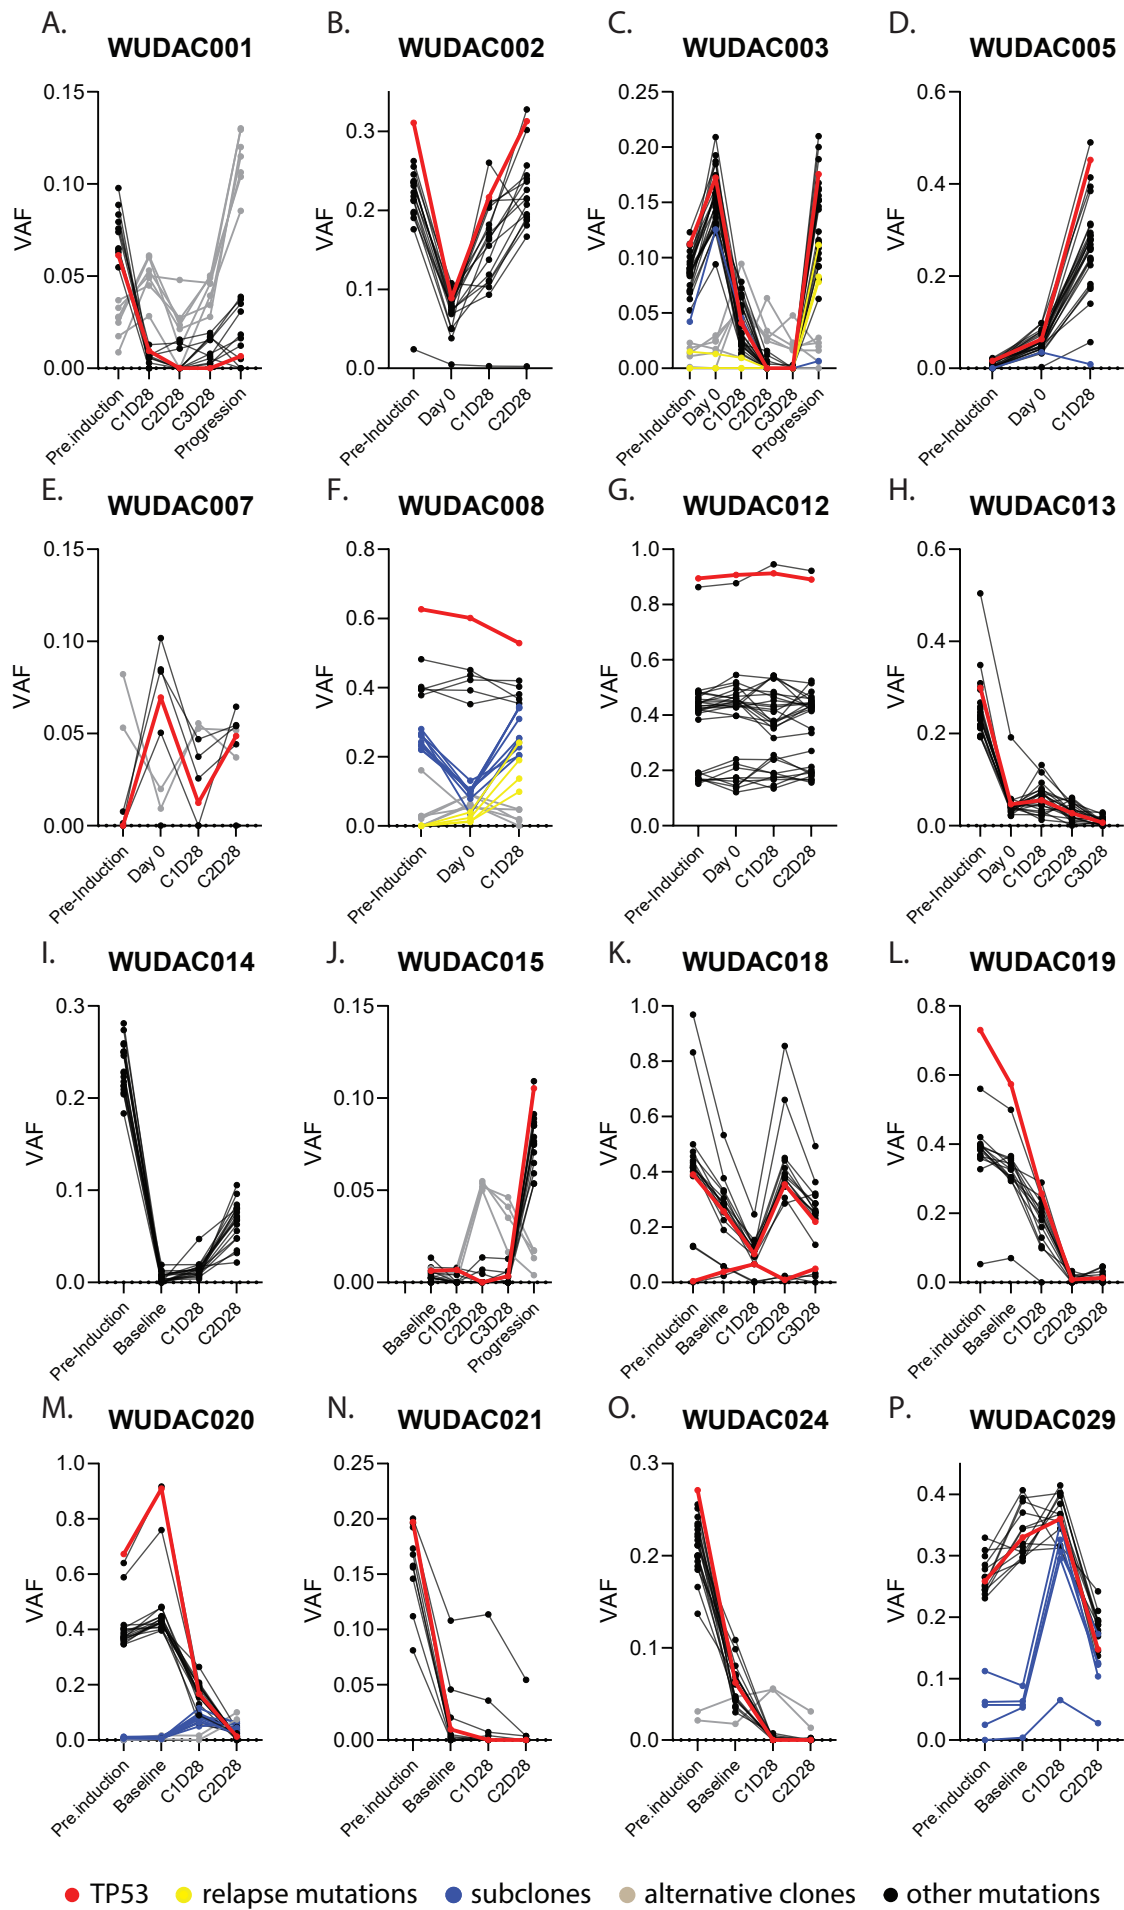 A. WUDAC001
VAF
0.15
0.10
0.05
0.00
Pre.induction
C1D28
C2D28
C3D28
Progression
B. WUDAC002
VAF
0.3
0.2
0.1
0.0
Pre-Induction
Day 0
C1D28
C2D28
C. WUDAC003
VAF
0.25
0.20
0.15
0.10
0.05
0.00
Pre-Induction
Day 0
C1D28
C2D28
C3D28
Progression
D. WUDAC005
VAF
0.6
0.4
0.2
0.0
Pre-Induction
Day 0
C1D28
E. WUDAC007
VAF
0.15
0.10
0.05
0.00
Pre-Induction
Day 0
C1D28
C2D28
F. WUDAC008
VAF
0.8
0.6
0.4
0.2
0.0
Pre-Induction
Day 0
C1D28
G. WUDAC012
VAF
1.0
0.8
0.6
0.4
0.2
0.0
Pre-Induction
Day 0
C1D28
C2D28
H. WUDAC013
VAF
0.6
0.4
0.2
0.0
Pre-Induction
Day 0
C1D28
C2D28
C3D28
I. WUDAC014
VAF
0.3
0.2
0.1
0.0
Pre-Induction
Baseline
C1D28
C2D28
J. WUDAC015
VAF
0.15
0.10
0.05
0.00
Baseline
C1D28
C2D28
C3D28
Progression
K. WUDAC018
VAF
1.0
0.8
0.6
0.4
0.2
0.0
Pre.induction
Baseline
C1D28
C2D28
C3D28
L. WUDAC019
VAF
0.8
0.6
0.4
0.2
0.0
Pre.induction
Baseline
C1D28
C2D28
C3D28
M. WUDAC020
VAF
1.0
0.8
0.6
0.4
0.2
0.0
Pre.induction
Baseline
C1D28
C2D28
N. WUDAC021
VAF
0.25
0.20
0.15
0.10
0.05
0.00
Pre.induction
Baseline
C1D28
C2D28
O. WUDAC024
VAF
0.3
0.2
0.1
0.0
Pre.induction
Baseline
C1D28
C2D28
P. WUDAC029
VAF
0.4
0.3
0.2
0.1
0.0
Pre.induction
Baseline
C1D28
C2D28
TP53 relapse mutations subclones alternative clones other mutations